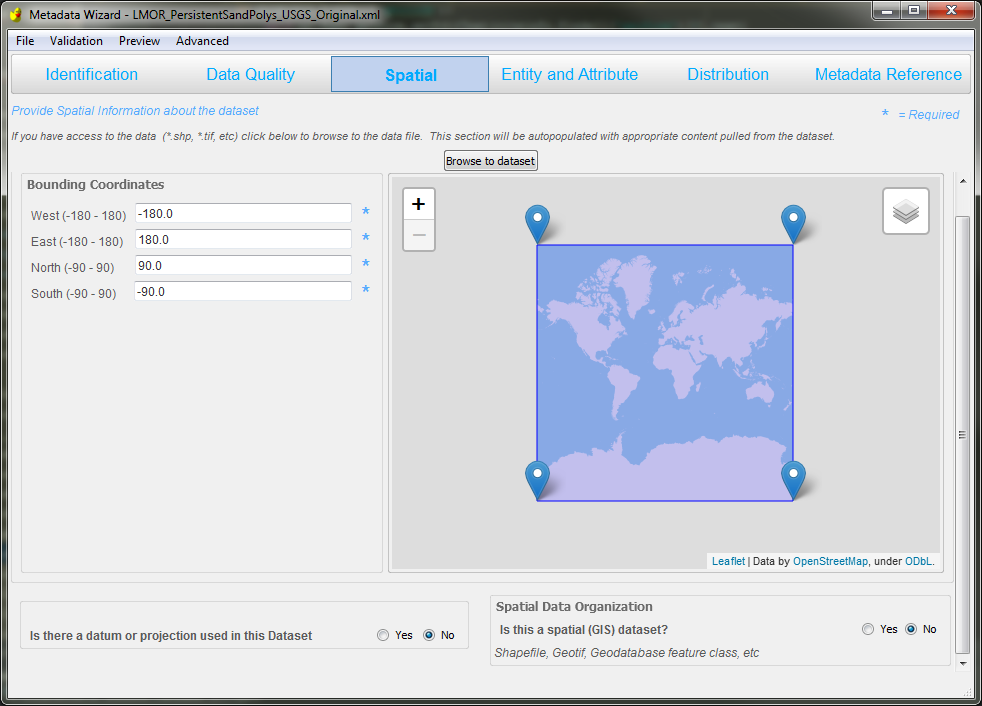 Metadata Wizard - LMOR_PersistentSandPolys_USGS_Original.xml
File Validation Preview Advanced
Identification Data Quality Spatial Entity and Attribute Distribution Metadata Reference
Provide Spatial Information about the dataset
* = Required
If you have access to the data (*.shp, *.tif, etc) click below to browse to the data file. This section will be autopopulated with appropriate content pulled from the dataset.
Browse to dataset
Bounding Coordinates
West (-180 - 180) -180.0 *
East (-180 - 180) 180.0 *
North (-90 - 90) 90.0 *
South (-90 - 90) -90.0 *
+
−
Leaflet | Data by OpenStreetMap, under ODbL.
Is there a datum or projection used in this Dataset Yes No
Spatial Data Organization
Is this a spatial (GIS) dataset? Yes No
Shapefile, Geotif, Geodatabase feature class, etc